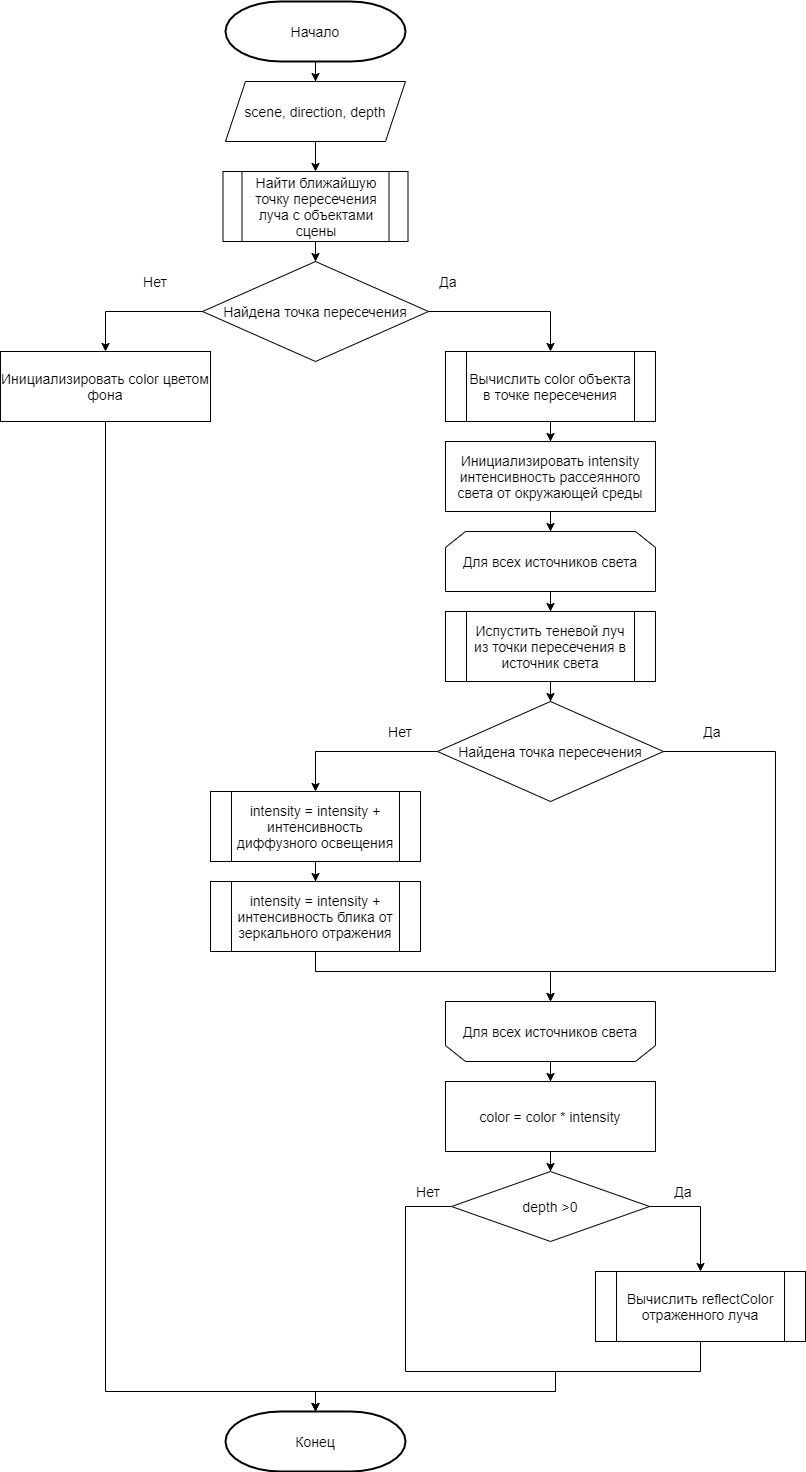 Начало
scene, direction, depth
Найти ближайшую
точку пересечения
луча с объектами
сцены
Нет
Да
Найдена точка пересечения
Инициализировать color цветом
фона
Вычислить color объекта
в точке пересечения
Инициализировать intensity
интенсивность рассеянного
света от окружающей среды
Для всех источников света
Испустить теневой луч
из точки пересечения в
источник света
Нет
Да
Найдена точка пересечения
intensity = intensity +
интенсивность
диффузного освещения
intensity = intensity +
интенсивность блика от
зеркального отражения
Для всех источников света
color = color * intensity
Нет
Да
depth >0
Вычислить reflectColor
отраженного луча
Конец